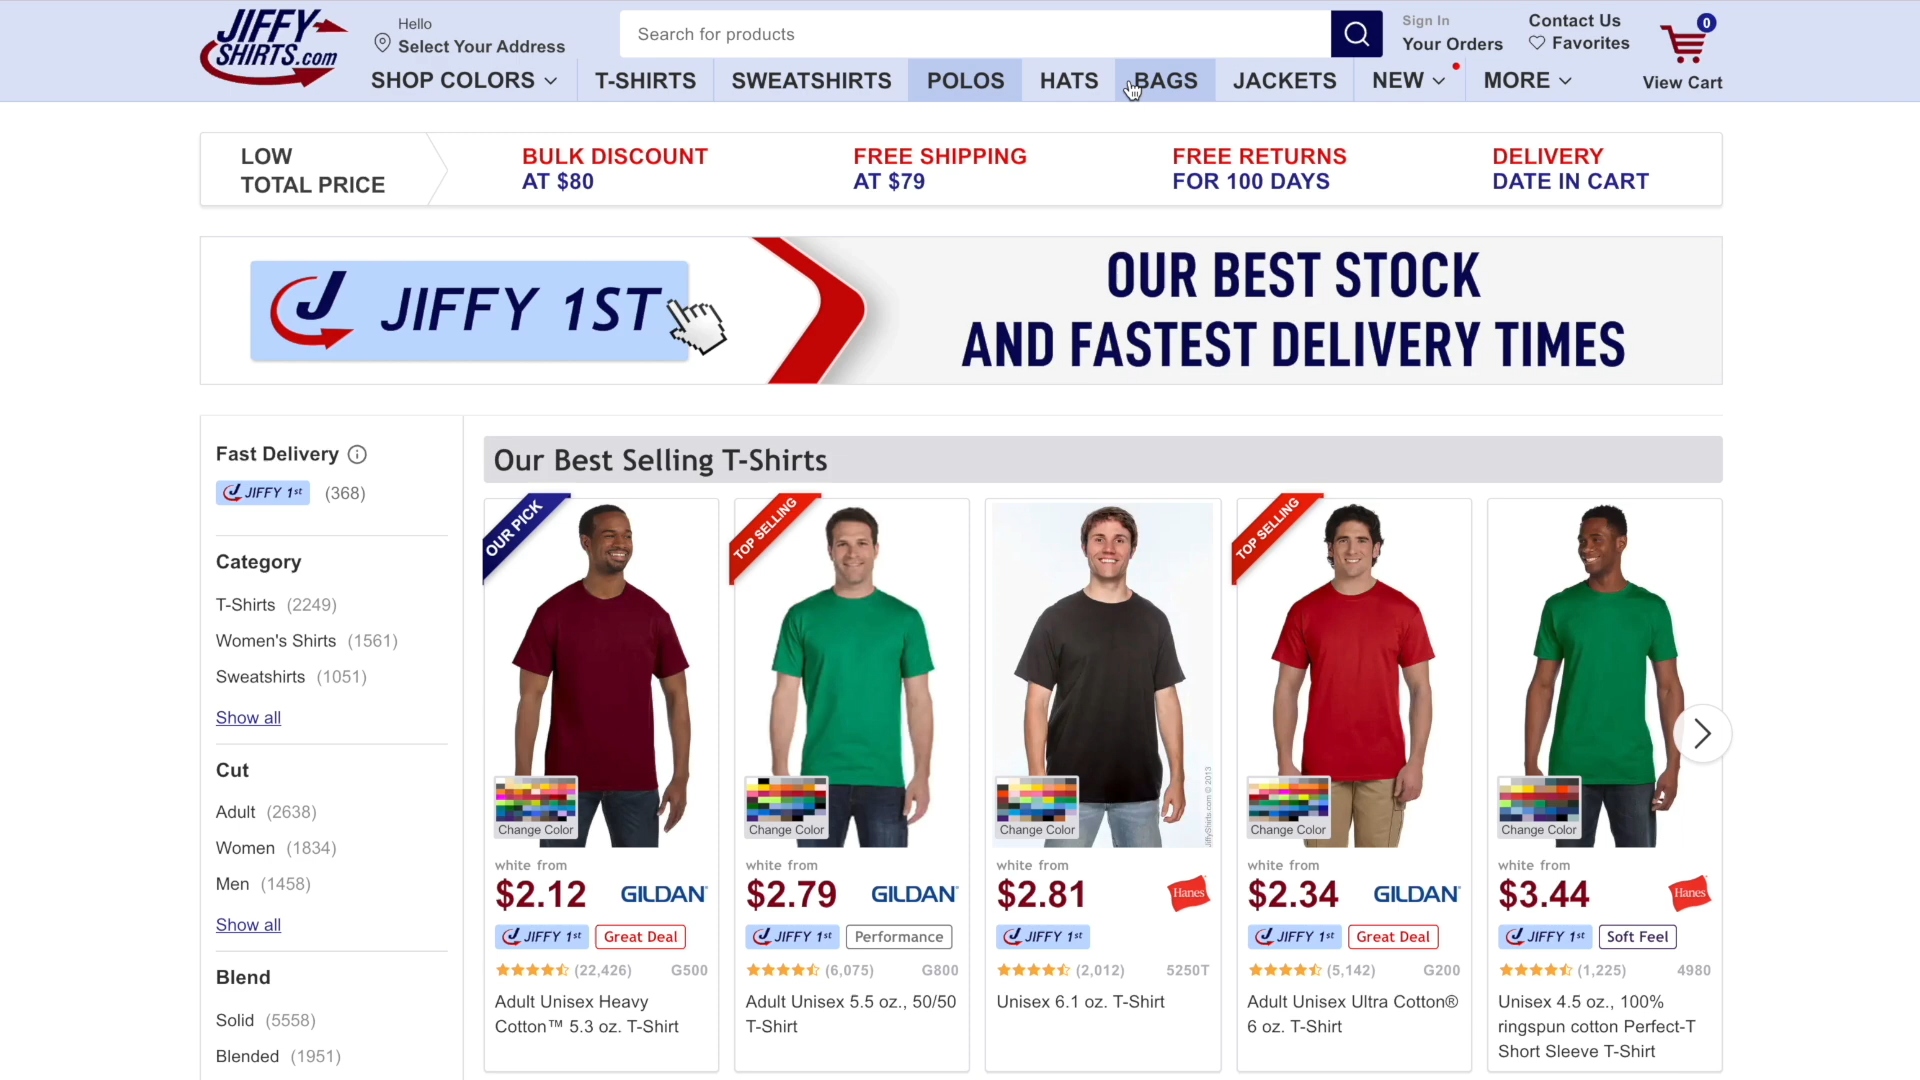 JIFFY
SHIRTS.com
Hello
Select Your Address
Search for products
Sign In
Your Orders
Contact Us
Favorites
0
View Cart
SHOP COLORS
T-SHIRTS
SWEATSHIRTS
POLOS
HATS
BAGS
JACKETS
NEW
MORE
LOW
TOTAL PRICE
BULK DISCOUNT
AT $80
FREE SHIPPING
AT $79
FREE RETURNS
FOR 100 DAYS
DELIVERY
DATE IN CART
JIFFY 1ST
OUR BEST STOCK
AND FASTEST DELIVERY TIMES
Fast Delivery
JIFFY 1st (368)
Category
T-Shirts (2249)
Women's Shirts (1561)
Sweatshirts (1051)
Show all
Cut
Adult (2638)
Women (1834)
Men (1458)
Show all
Blend
Solid (5558)
Blended (1951)
Our Best Selling T-Shirts
OUR PICK
Change Color
white from
$2.12 GILDAN
JIFFY 1st Great Deal
(22,426) G500
Adult Unisex Heavy
Cotton™ 5.3 oz. T-Shirt
TOP SELLING
Change Color
white from
$2.79 GILDAN
JIFFY 1st Performance
(6,075) G800
Adult Unisex 5.5 oz., 50/50
T-Shirt
JiffyShirts.com © 2013
Change Color
white from
$2.81 Hanes
JIFFY 1st
(2,012) 5250T
Unisex 6.1 oz. T-Shirt
TOP SELLING
Change Color
white from
$2.34 GILDAN
JIFFY 1st Great Deal
(5,142) G200
Adult Unisex Ultra Cotton®
6 oz. T-Shirt
Change Color
white from
$3.44 Hanes
JIFFY 1st Soft Feel
(1,225) 4980
Unisex 4.5 oz., 100%
ringspun cotton Perfect-T
Short Sleeve T-Shirt